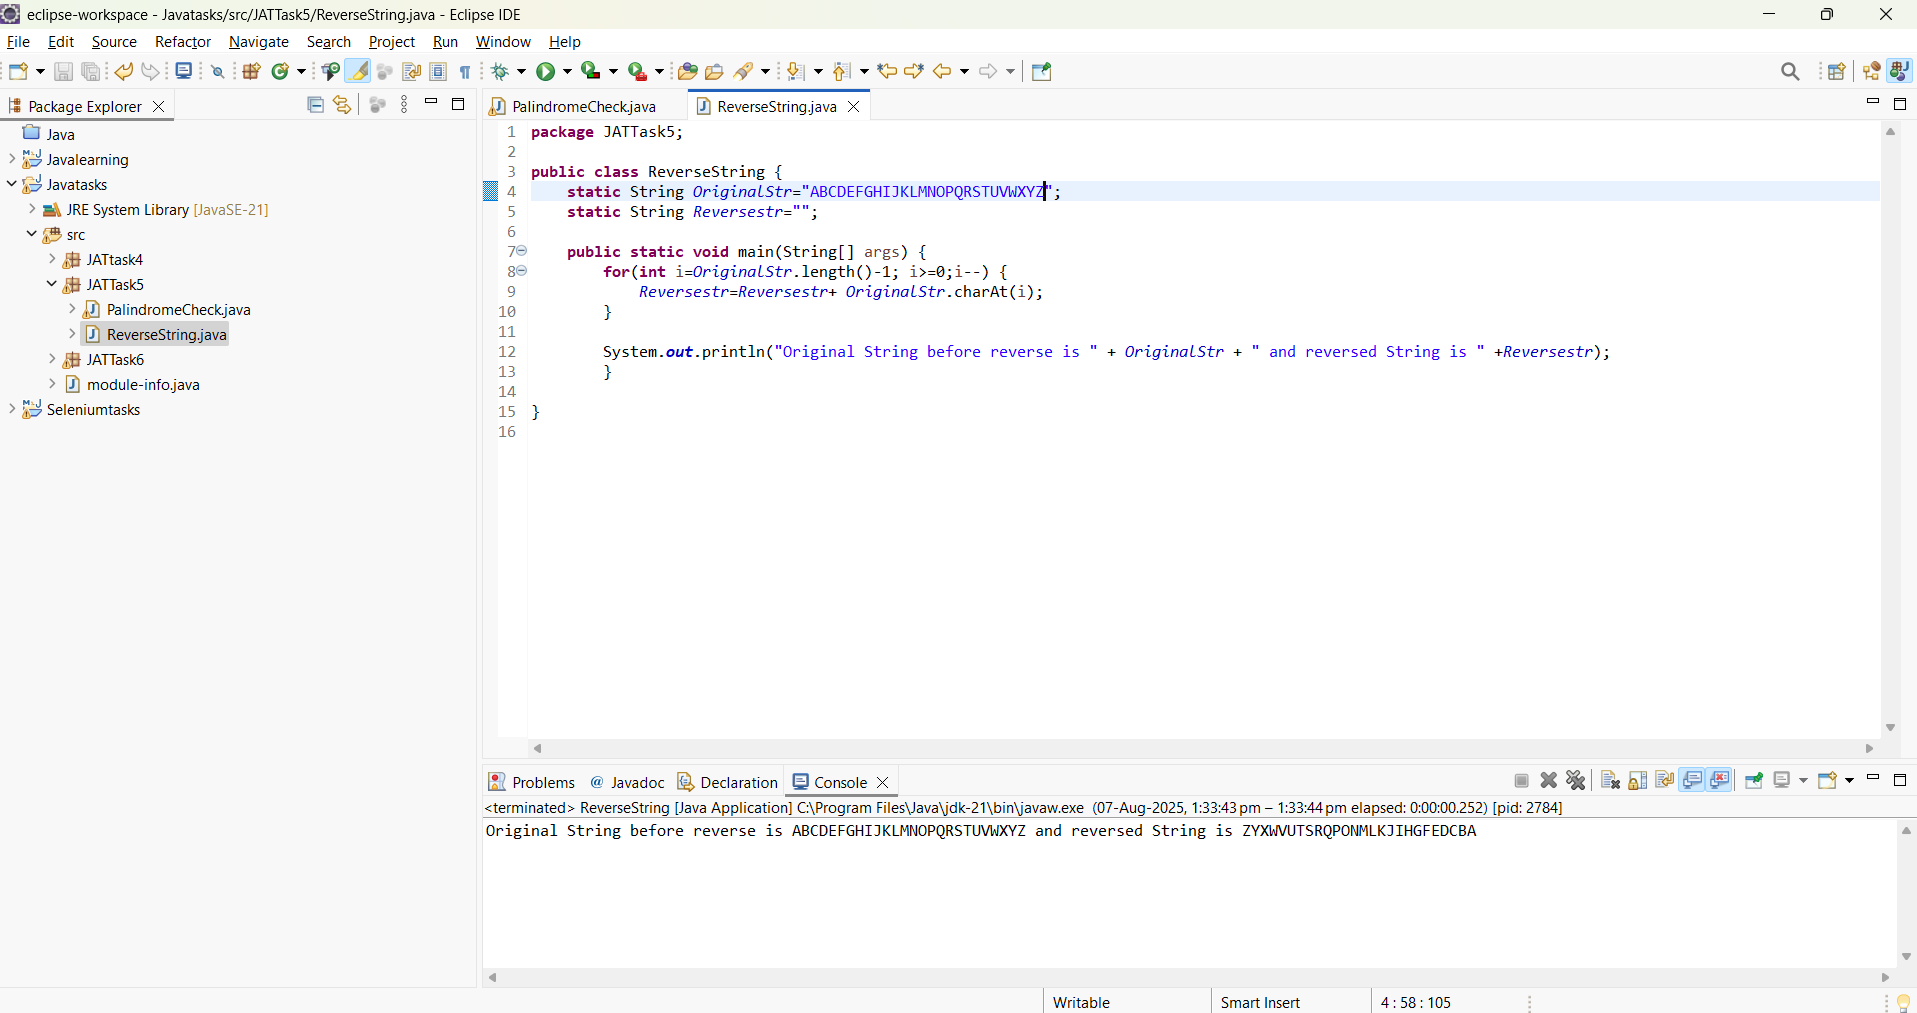 eclipse-workspace - Javatasks/src/JATTask5/ReverseString.java - Eclipse IDE
File Edit Source Refactor Navigate Search Project Run Window Help
Package Explorer
Java
Javalearning
Javatasks
JRE System Library [JavaSE-21]
src
JATtask4
JATTask5
PalindromeCheck.java
ReverseString.java
JATTask6
module-info.java
Seleniumtasks
PalindromeCheck.java ReverseString.java
1 package JATTask5;
2
3 public class ReverseString {
4 static String OriginalStr="ABCDEFGHIJKLMNOPQRSTUVWXYZ";
5 static String Reversestr="";
6
7 public static void main(String[] args) {
8 for(int i=OriginalStr.length()-1; i>=0;i--) {
9 Reversestr=Reversestr+ OriginalStr.charAt(i);
10 }
11
12 System.out.println("Original String before reverse is " + OriginalStr + " and reversed String is " +Reversestr);
13 }
14
15 }
16
Problems @ Javadoc Declaration Console
<terminated> ReverseString [Java Application] C:\Program Files\Java\jdk-21\bin\javaw.exe (07-Aug-2025, 1:33:43 pm – 1:33:44 pm elapsed: 0:00:00.252) [pid: 2784]
Original String before reverse is ABCDEFGHIJKLMNOPQRSTUVWXYZ and reversed String is ZYXWVUTSRQPONMLKJIHGFEDCBA
Writable Smart Insert 4 : 58 : 105